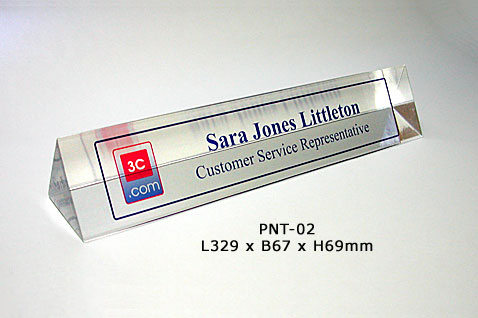 Sara Jones Littleton
Customer Service Representative
3C
.com
PNT-02
L329 x B67 x H69mm